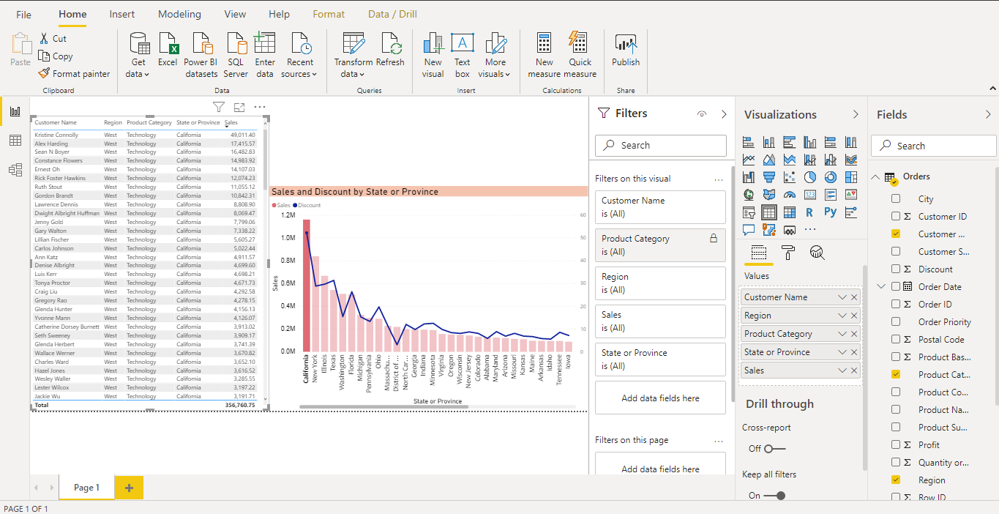 File Home Insert Modeling View Help Format Data / Drill
Paste
Cut
Copy
Format painter
Clipboard
Get data
Excel
Power BI datasets
SQL Server
Enter data
Recent sources
Data
Transform data
Refresh
Queries
New visual
Text box
More visuals
Insert
New measure
Quick measure
Calculations
Publish
Share
Customer Name Region Product Category State or Province Sales
Kristine Connolly West Technology California 49,011.40
Alex Harding West Technology California 17,415.57
Sean N Boyer West Technology California 16,482.83
Constance Flowers West Technology California 14,983.92
Ernest Oh West Technology California 14,107.03
Rick Foster Hawkins West Technology California 12,074.23
Ruth Stout West Technology California 11,055.12
Gordon Brandt West Technology California 10,842.31
Lawrence Dennis West Technology California 8,808.90
Dwight Albright Huffman West Technology California 8,069.47
Jenny Gold West Technology California 7,799.06
Gary Walton West Technology California 7,338.22
Lillian Fischer West Technology California 5,605.27
Carlos Johnson West Technology California 5,022.44
Ann Katz West Technology California 4,911.57
Denise Albright West Technology California 4,699.60
Luis Kerr West Technology California 4,698.21
Tonya Proctor West Technology California 4,671.73
Craig Liu West Technology California 4,292.58
Gregory Rao West Technology California 4,278.15
Glenda Hunter West Technology California 4,156.13
Yvonne Mann West Technology California 4,126.07
Catherine Dorsey Burnett West Technology California 3,913.02
Seth Sweeney West Technology California 3,909.17
Glenda Herbert West Technology California 3,741.39
Wallace Werner West Technology California 3,670.82
Charles Ward West Technology California 3,652.10
Hazel Jones West Technology California 3,616.52
Wesley Waller West Technology California 3,285.55
Lester Wilcox West Technology California 3,197.22
Jackie Wu West Technology California 3,191.71
Total 356,760.75
Sales and Discount by State or Province
Sales Discount
1.2M
1.0M
0.8M
0.6M
0.4M
0.2M
0.0M
Sales
60
50
40
30
20
10
0
California
New York
Illinois
Texas
Washington
Florida
Michigan
Pennsylvania
Ohio
Massachu...
District of ...
North Car...
Georgia
Indiana
Minnesota
Virginia
Oregon
Wisconsin
New Jersey
Colorado
Alabama
Maryland
Arizona
Missouri
Kansas
Maine
Arkansas
Idaho
Tennessee
Iowa
State or Province
Page 1
PAGE 1 OF 1
Filters
Search
Filters on this visual
Customer Name
is (All)
Product Category
is (All)
Region
is (All)
Sales
is (All)
State or Province
is (All)
Add data fields here
Filters on this page
Add data fields here
Visualizations
123
R
Py
Values
Customer Name
Region
Product Category
State or Province
Sales
Drill through
Cross-report
Off
Keep all filters
On
Fields
Search
Orders
City
Customer ID
Customer ...
Customer S...
Discount
Order Date
Order ID
Order Priority
Postal Code
Product Bas...
Product Cat...
Product Co...
Product Na...
Product Su...
Profit
Quantity or...
Region
Row ID